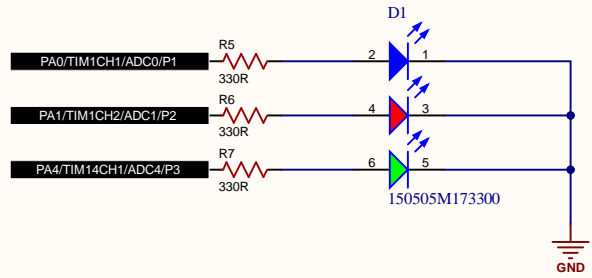 D1
R5
PA0/TIM1CH1/ADC0/P1
2
1
330R
R6
PA1/TIM1CH2/ADC1/P2
4
3
330R
R7
PA4/TIM14CH1/ADC4/P3
6
5
330R
150505M173300
GND